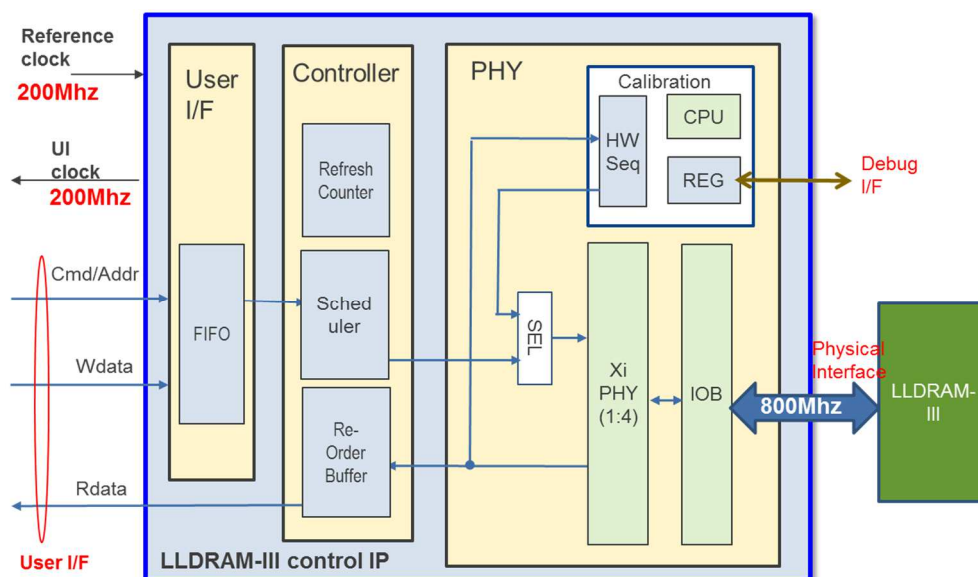 Reference
clock
200Mhz
UI
clock
200Mhz
Cmd/Addr
Wdata
Rdata
User I/F
User
I/F
FIFO
Controller
Refresh
Counter
Sched
uler
Re-
Order
Buffer
LLDRAM-III control IP
PHY
Calibration
HW
Seq
CPU
REG
SEL
Xi
PHY
(1:4)
IOB
Debug
I/F
Physical
Interface
800Mhz
LLDRAM-
III